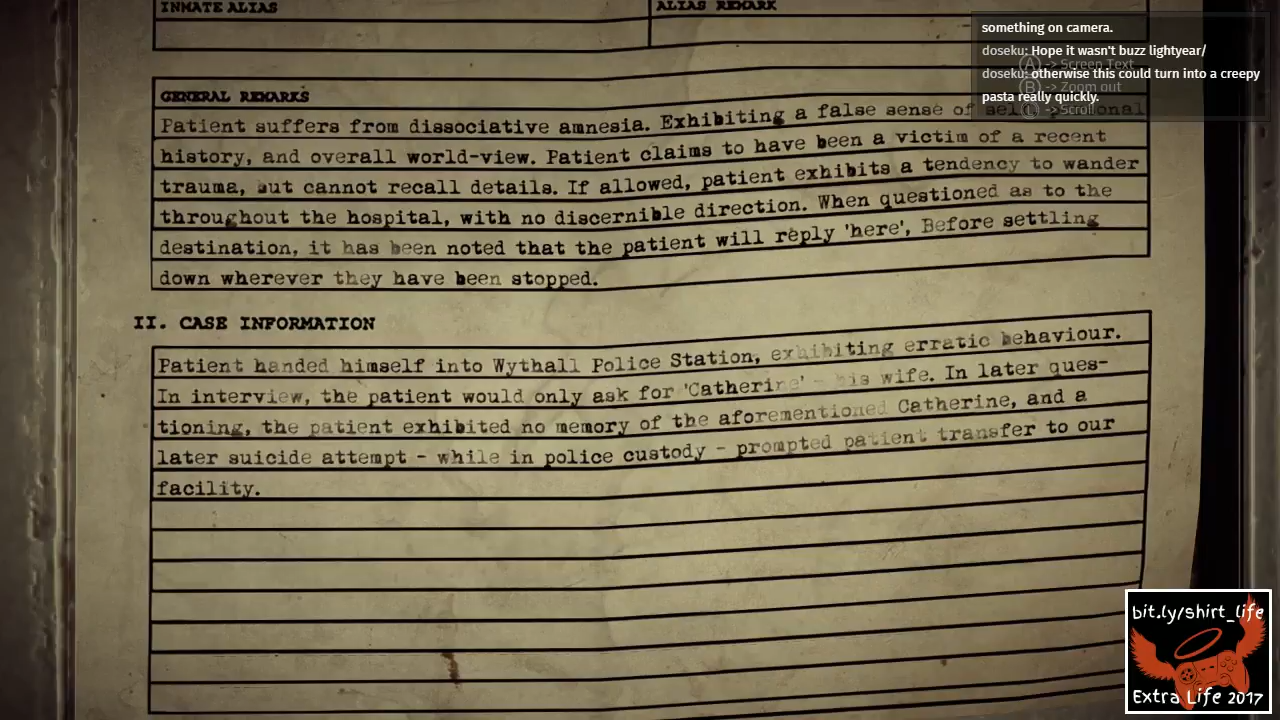 INMATE ALIAS
ALIAS REMARK
something on camera.
doseku: Hope it wasn't buzz lightyear/
doseku: otherwise this could turn into a creepy
pasta really quickly.
(A) -> Screen Text
(B) -> Zoom out
(L) -> Scroll
GENERAL REMARKS
Patient suffers from dissociative amnesia. Exhibiting a false sense of
history, and overall world-view. Patient claims to have been a victim of a recent
trauma, but cannot recall details. If allowed, patient exhibits a tendency to wander
throughout the hospital, with no discernible direction. When questioned as to the
destination, it has been noted that the patient will reply 'here', Before settling
down wherever they have been stopped.
II. CASE INFORMATION
Patient handed himself into Wythall Police Station, exhibiting erratic behaviour.
In interview, the patient would only ask for 'Catherine' - his wife. In later ques-
tioning, the patient exhibited no memory of the aforementioned Catherine, and a
later suicide attempt - while in police custody - prompted patient transfer to our
facility.
bit.ly/shirt_life
Extra Life 2017